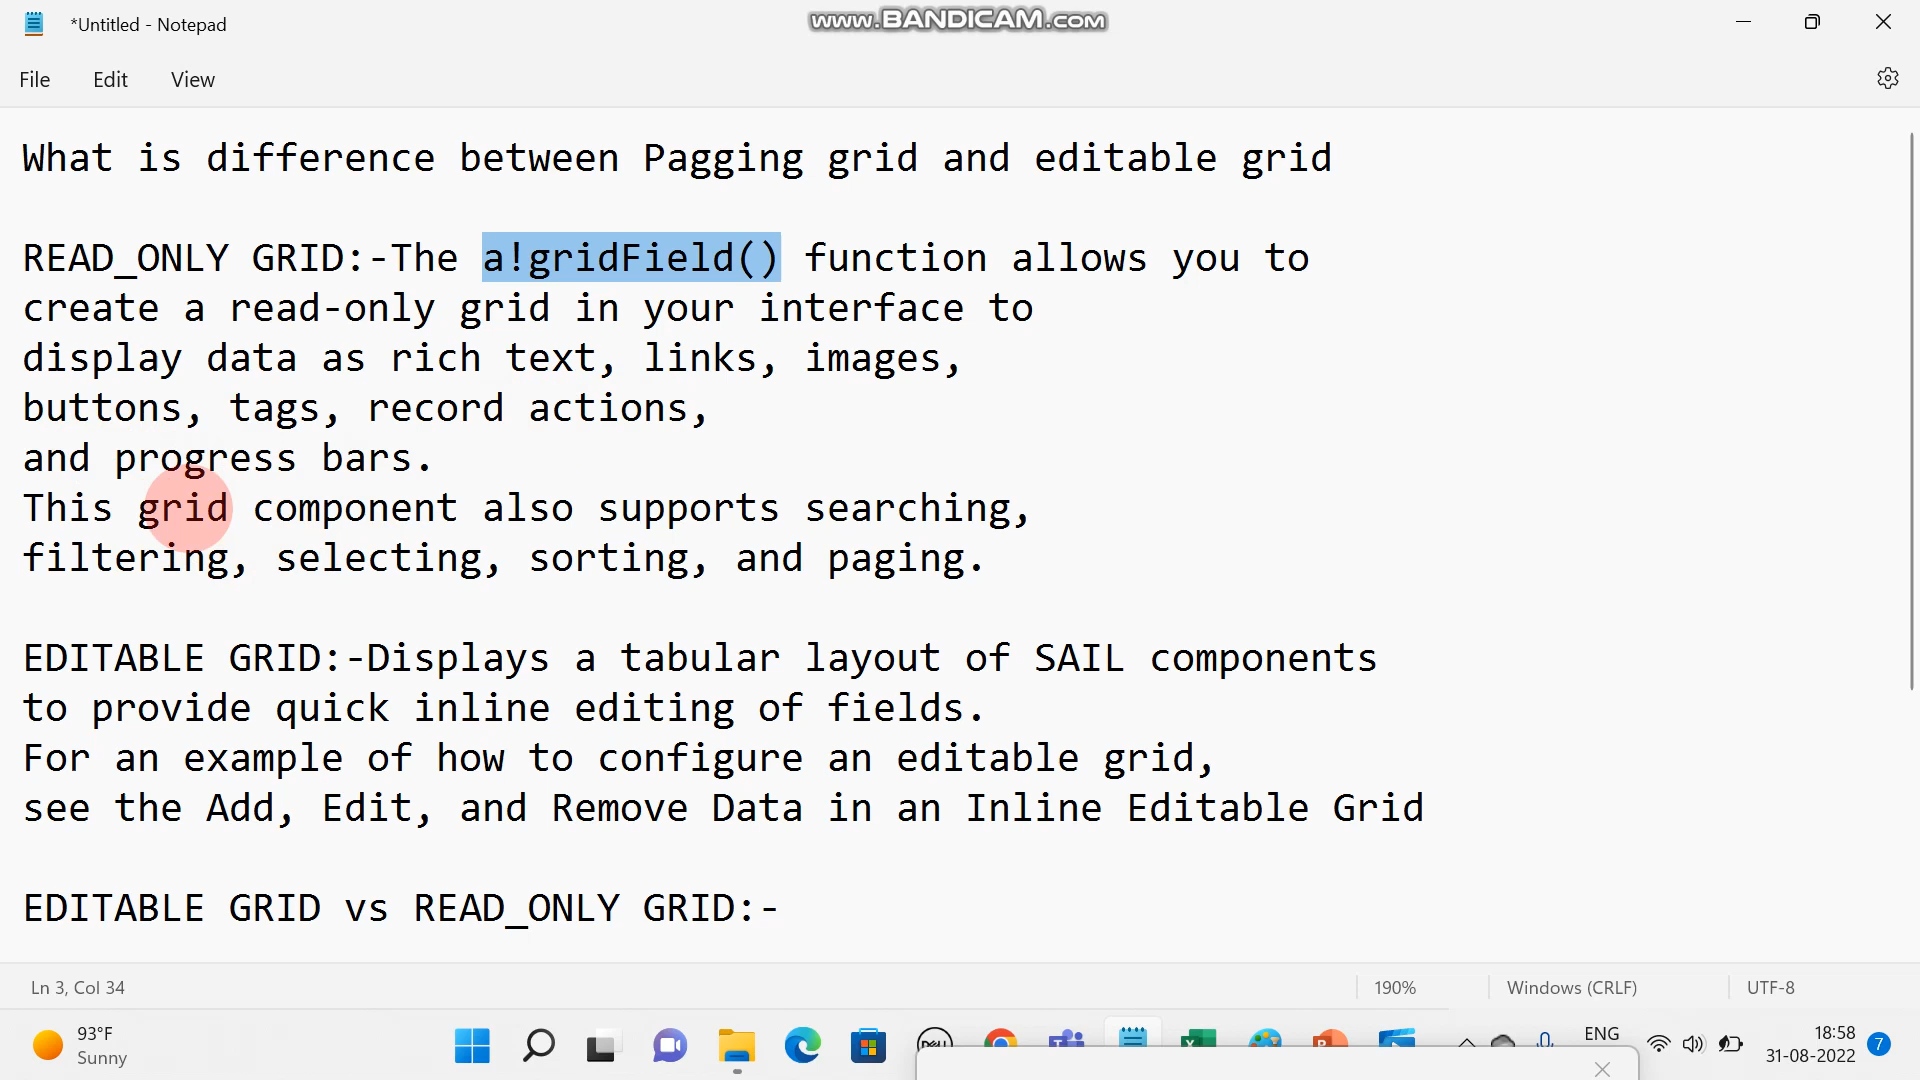 *Untitled - Notepad
www.BANDICAM.com
File Edit View
What is difference between Pagging grid and editable grid
READ_ONLY GRID:-The a!gridField() function allows you to
create a read-only grid in your interface to
display data as rich text, links, images,
buttons, tags, record actions,
and progress bars.
This grid component also supports searching,
filtering, selecting, sorting, and paging.
EDITABLE GRID:-Displays a tabular layout of SAIL components
to provide quick inline editing of fields.
For an example of how to configure an editable grid,
see the Add, Edit, and Remove Data in an Inline Editable Grid
EDITABLE GRID vs READ_ONLY GRID:-
Ln 3, Col 34 190% Windows (CRLF) UTF-8
93°F
Sunny
DELL
ENG
18:58
31-08-2022
7